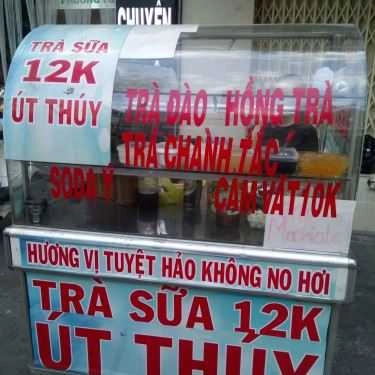 CHUYÊN
TRÀ SỮA
12K
ÚT THÚY
TRÀ ĐÀO HỒNG TRÀ
TRÀ CHANH TẮC
SODA Ý CAM VẮT 10K
HƯƠNG VỊ TUYỆT HẢO KHÔNG NO HƠI
TRÀ SỮA 12K
ÚT THÚY